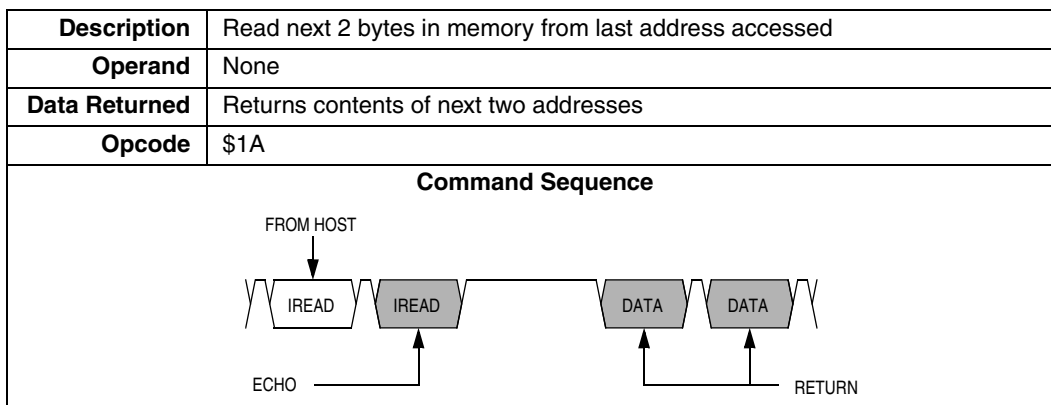 Description Read next 2 bytes in memory from last address accessed
Operand None
Data Returned Returns contents of next two addresses
Opcode $1A
Command Sequence
FROM HOST
IREAD IREAD DATA DATA
ECHO RETURN